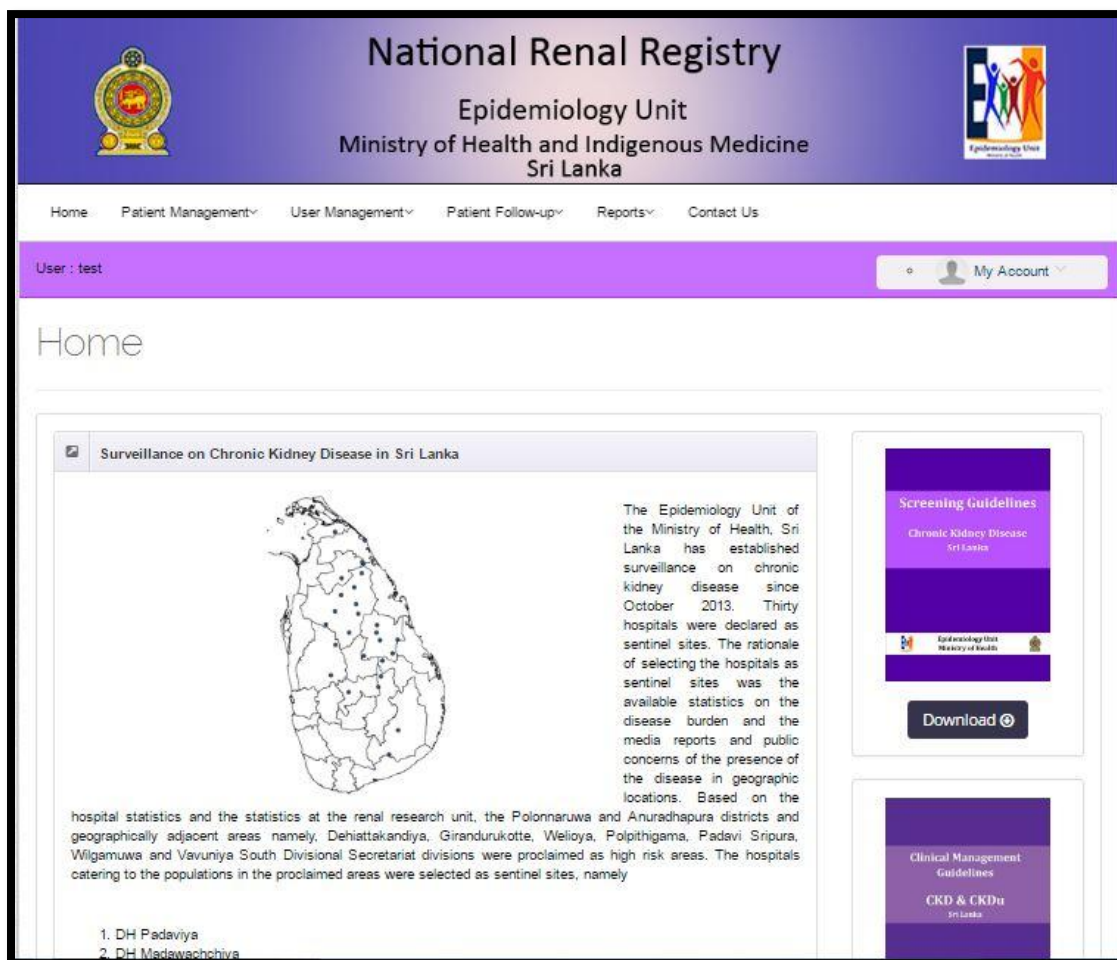 National Renal Registry
Epidemiology Unit
Ministry of Health and Indigenous Medicine
Sri Lanka
Epidemiology Unit
Ministry of Health
Home Patient Management User Management Patient Follow-up Reports Contact Us
User : test
My Account
Home
Surveillance on Chronic Kidney Disease in Sri Lanka
The Epidemiology Unit of
the Ministry of Health, Sri
Lanka has established
surveillance on chronic
kidney disease since
October 2013. Thirty
hospitals were declared as
sentinel sites. The rationale
of selecting the hospitals as
sentinel sites was the
available statistics on the
disease burden and the
media reports and public
concerns of the presence of
the disease in geographic
locations. Based on the
hospital statistics and the statistics at the renal research unit, the Polonnaruwa and Anuradhapura districts and
geographically adjacent areas namely, Dehiattakandiya, Girandurukotte, Welioya, Polpithigama, Padavi Sripura,
Wilgamuwa and Vavuniya South Divisional Secretariat divisions were proclaimed as high risk areas. The hospitals
catering to the populations in the proclaimed areas were selected as sentinel sites, namely
1. DH Padaviya
2. DH Madawachchiya
Screening Guidelines
Chronic Kidney Disease
Sri Lanka
Epidemiology Unit
Ministry of Health
Download
Clinical Management
Guidelines
CKD & CKDu
Sri Lanka